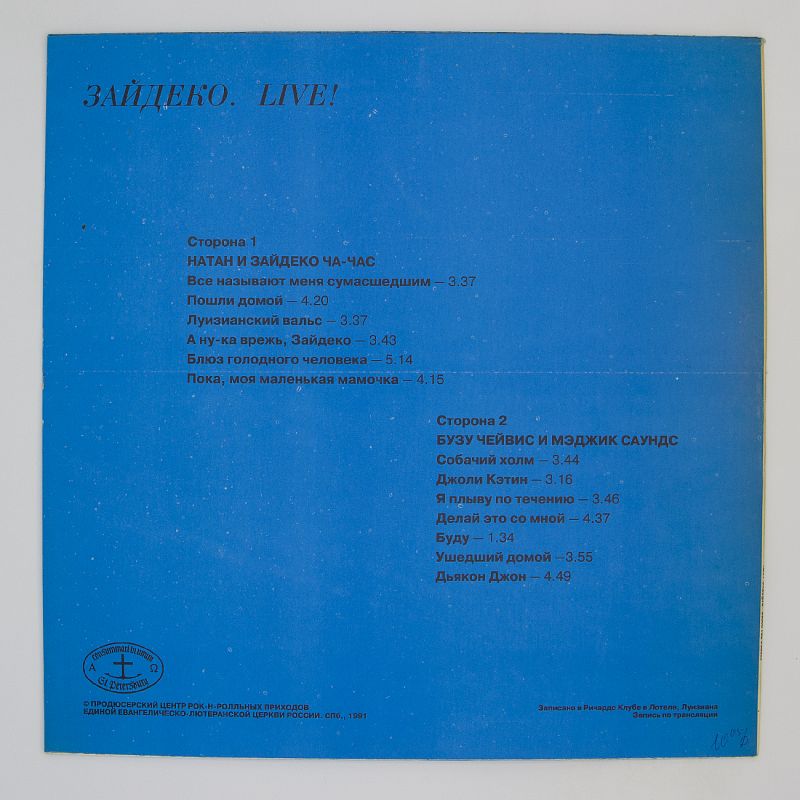 ЗАЙДЕКО. LIVE!
Сторона 1
НАТАН И ЗАЙДЕКО ЧА-ЧАС
Все называют меня сумасшедшим — 3.37
Пошли домой — 4.20
Луизианский вальс — 3.37
А ну-ка врежь, Зайдеко — 3.43
Блюз голодного человека — 5.14
Пока, моя маленькая мамочка — 4.15
Сторона 2
БУЗУ ЧЕЙВИС И МЭДЖИК САУНДС
Собачий холм — 3.44
Джоли Кэтин — 3.16
Я плыву по течению — 3.46
Делай это со мной — 4.37
Буду — 1.34
Ушедший домой —3.55
Дьякон Джон — 4.49
Α Ω
St. Petersburg
© ПРОДЮСЕРСКИЙ ЦЕНТР РОК-Н-РОЛЛЬНЫХ ПРИХОДОВ
ЕДИНОЙ ЕВАНГЕЛИЧЕСКО-ЛЮТЕРАНСКОЙ ЦЕРКВИ РОССИИ. СПб., 1991
Записано в Ричардс Клубе в Лотеле, Луизиана
Запись по трансляции